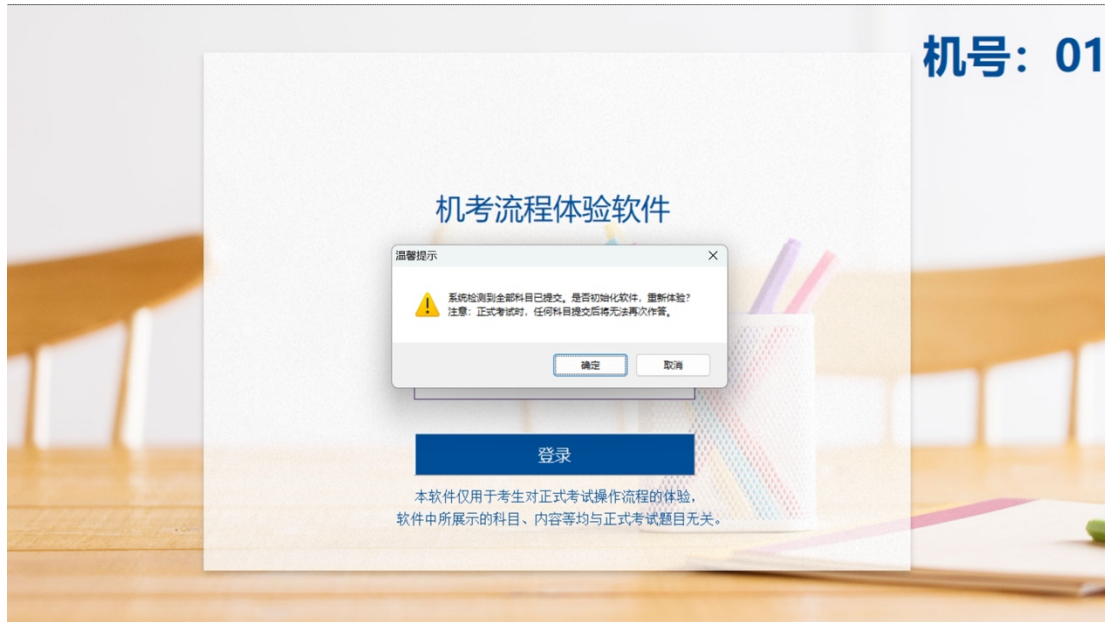 机号：01
机考流程体验软件
温馨提示
系统检测到全部科目已提交。是否初始化软件，重新体验？
注意：正式考试时，任何科目提交后将无法再次作答。
确定
取消
登录
本软件仅用于考生对正式考试操作流程的体验，
软件中所展示的科目、内容等均与正式考试题目无关。